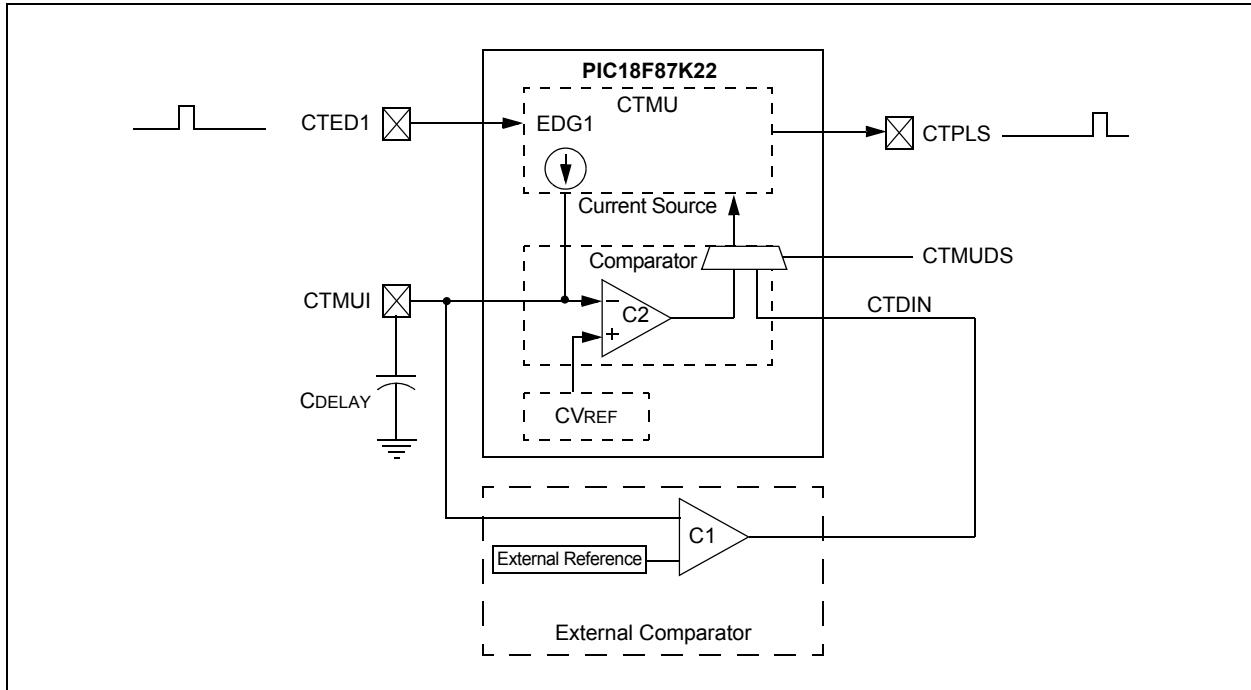 PIC18F87K22
CTMU
CTED1
EDG1
CTPLS
Current Source
Comparator
CTMUDS
CTMUI
–
C2
CTDIN
+
CDELAY
CVREF
C1
External Reference
External Comparator